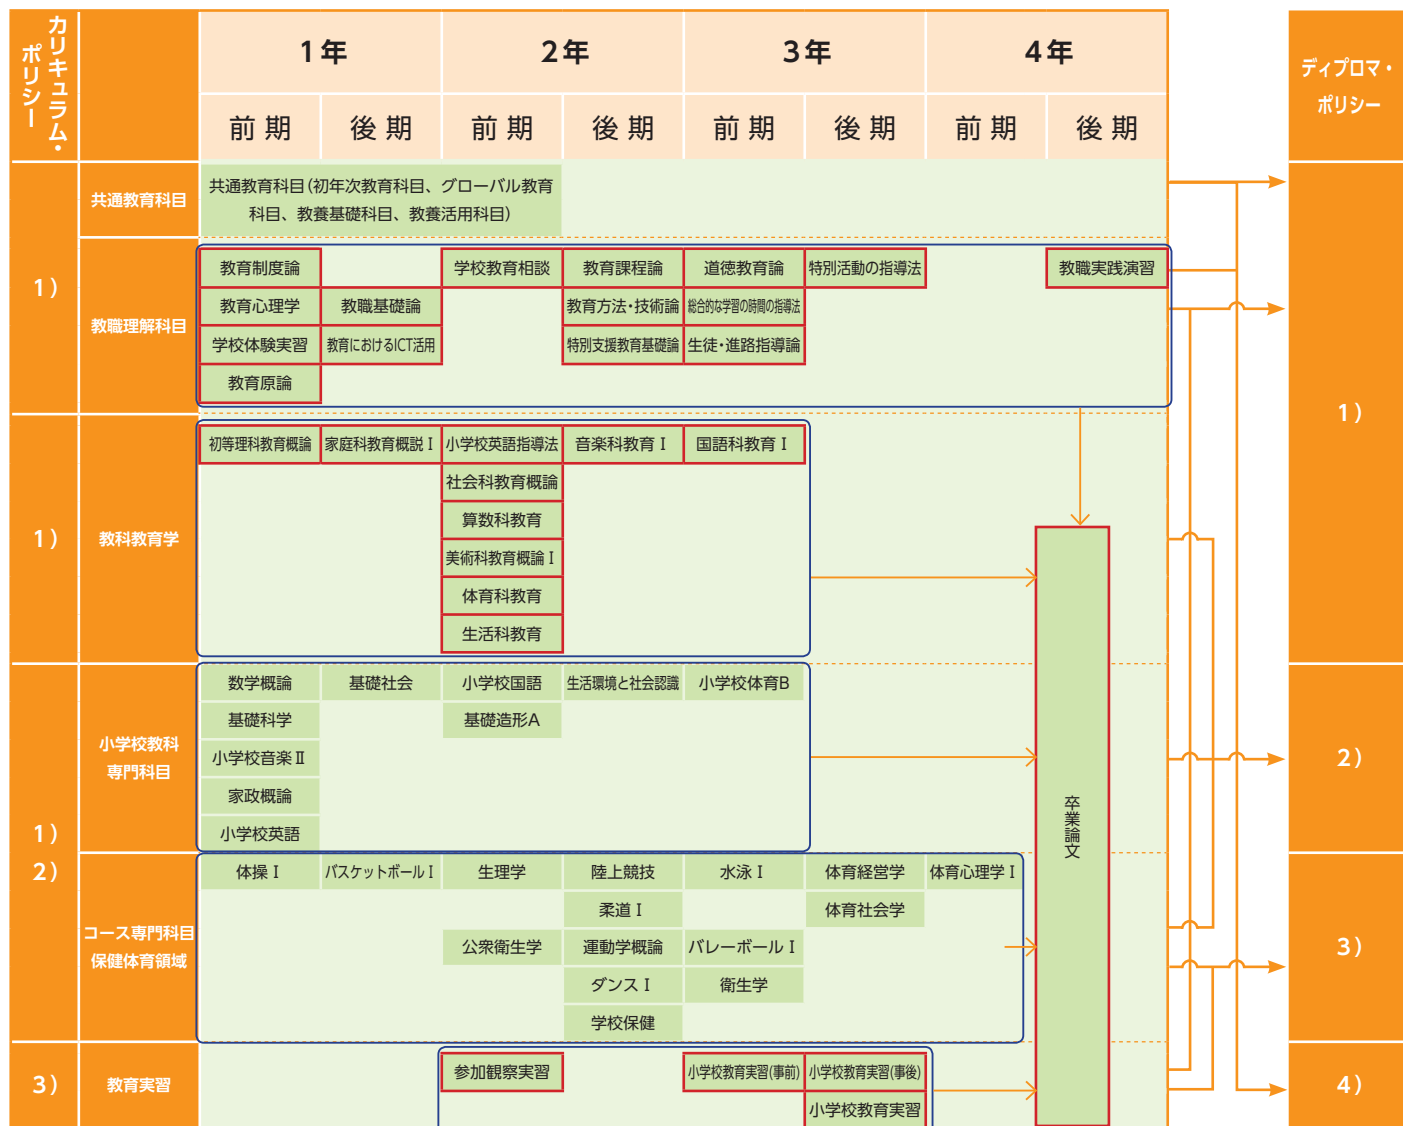 カリキュラム・
ポリシー
1年
2年
3年
4年
ディプロマ・
ポリシー
前期
後期
前期
後期
前期
後期
前期
後期
1)
共通教育科目
共通教育科目(初年次教育科目、グローバル教育
科目、教養基礎科目、教養活用科目)
1)
教職理解科目
教育制度論
学校教育相談
教育課程論
道徳教育論
特別活動の指導法
教職実践演習
教育心理学
教職基礎論
教育方法・技術論
総合的な学習の時間の指導法
学校体験実習
教育におけるICT活用
特別支援教育基礎論
生徒・進路指導論
教育原論
1)
教科教育学
初等理科教育概論
家庭科教育概説Ⅰ
小学校英語指導法
音楽科教育Ⅰ
国語科教育Ⅰ
社会科教育概論
算数科教育
美術科教育概論Ⅰ
体育科教育
生活科教育
1)
2)
小学校教科
専門科目
数学概論
基礎社会
小学校国語
生活環境と社会認識
小学校体育B
基礎科学
基礎造形A
小学校音楽Ⅱ
家政概論
小学校英語
卒業論文
2)
コース専門科目
保健体育領域
体操Ⅰ
バスケットボールⅠ
生理学
陸上競技
水泳Ⅰ
体育経営学
体育心理学Ⅰ
柔道Ⅰ
体育社会学
公衆衛生学
運動学概論
バレーボールⅠ
ダンスⅠ
衛生学
学校保健
3)
3)
教育実習
参加観察実習
小学校教育実習(事前)
小学校教育実習(事後)
小学校教育実習
4)